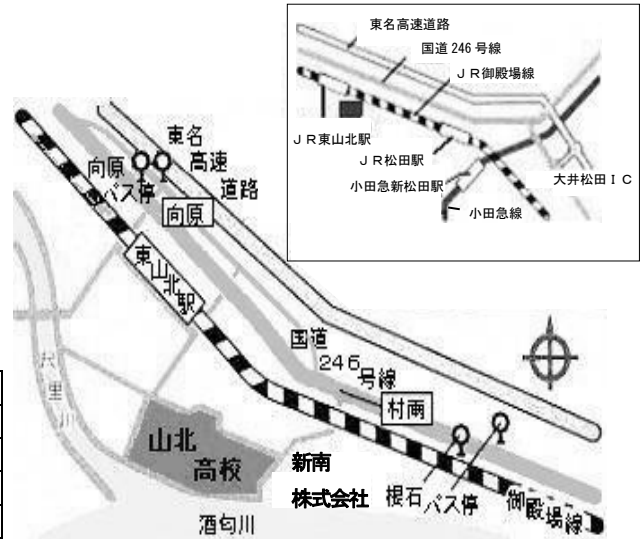 東名高速道路
国道246号線
JR御殿場線
JR東山北駅
JR松田駅
小田急新松田駅
大井松田IC
小田急線
東名
高速
道路
向原
バス停
向原
東山北駅
国道
246
号線
村雨
山北
高校
新南
株式会社
根石バス停
御殿場線
酒匂川